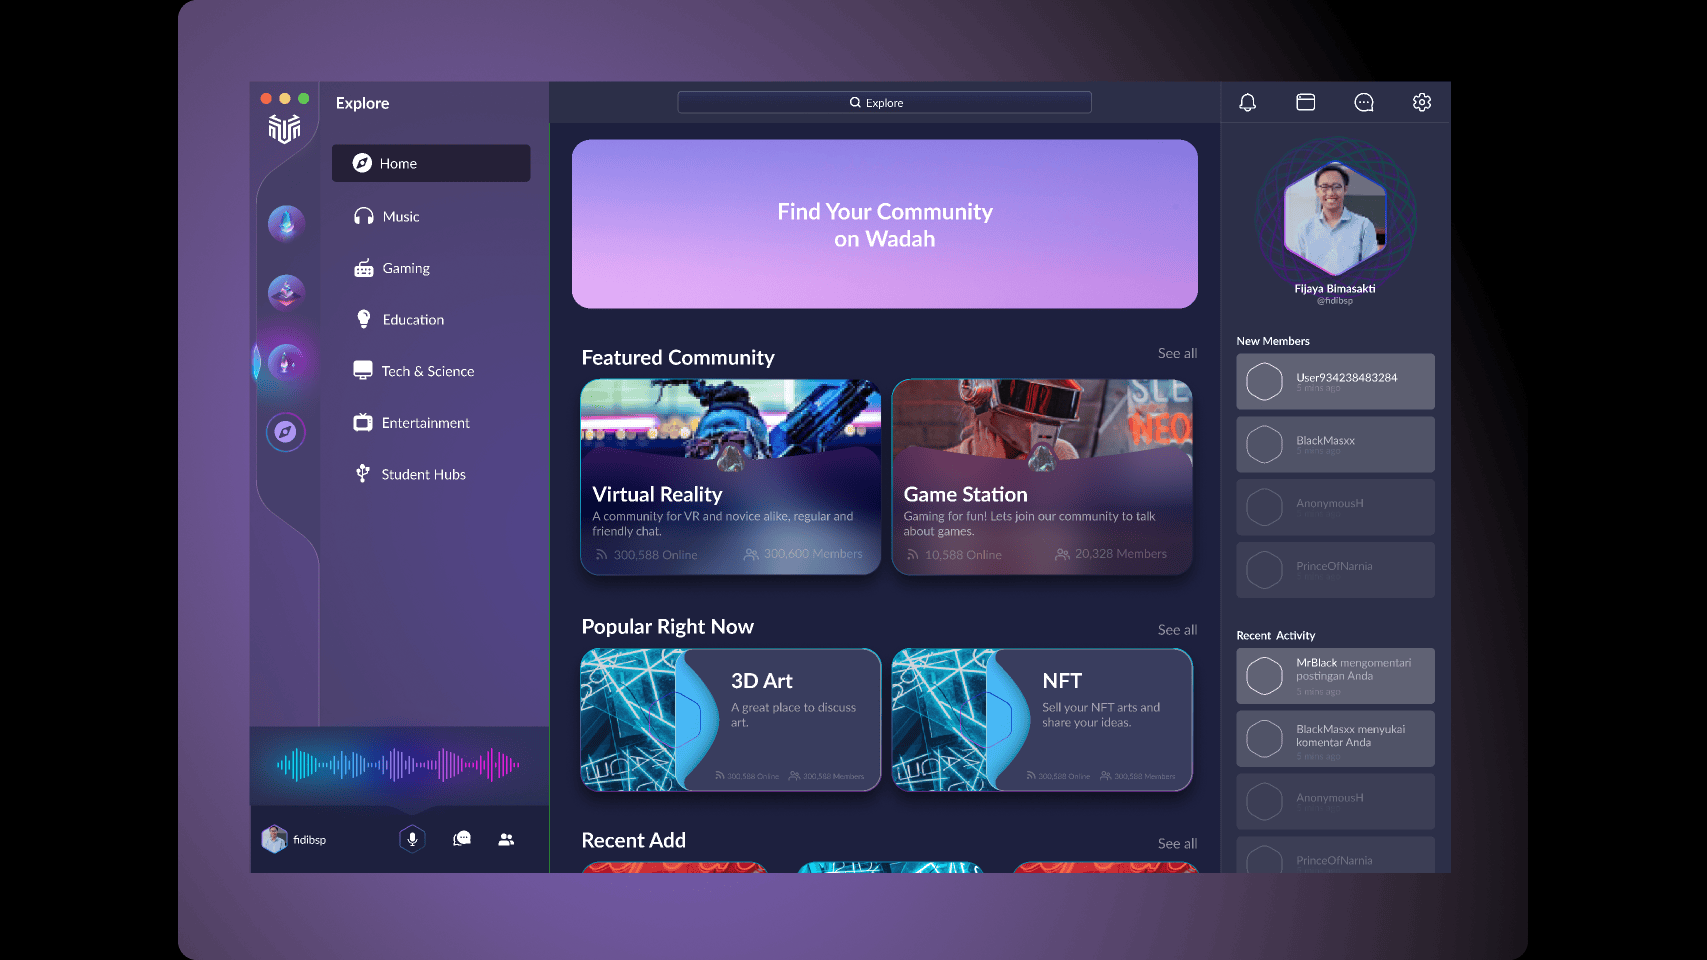 Explore
Home
Music
Gaming
Education
Tech & Science
Entertainment
Student Hubs
fidibsp
Explore
Find Your Community
on Wadah
Featured Community
See all
Virtual Reality
A community for VR and novice alike, regular and
friendly chat.
300,588 Online
300,600 Members
SCE
NEO
Game Station
Gaming for fun! Lets join our community to talk
about games.
10,588 Online
20,328 Members
Popular Right Now
See all
3D Art
A great place to discuss
art.
300,588 Online
200,588 Members
NFT
Sell your NFT arts and
share your ideas.
300,588 Online
300,588 Members
Recent Add
See all
Fijaya Bimasakti
@fidibsp
New Members
User934238483284
5 mins ago
BlackMasxx
5 mins ago
AnonymousH
PrinceOfNarnia
Recent Activity
MrBlack mengomentari
postingan Anda
5 mins ago
BlackMasxx menyukai
komentar Anda
5 mins ago
AnonymousH
PrinceOfNarnia